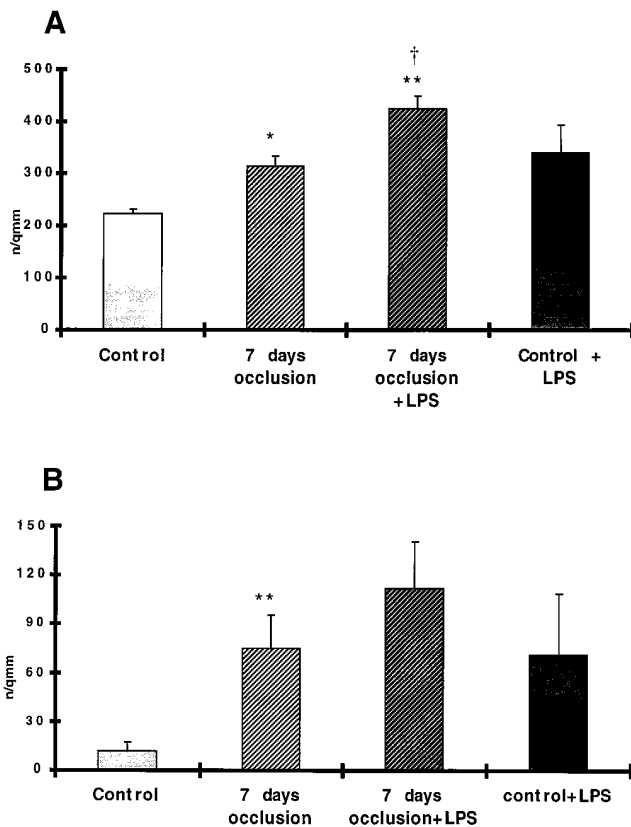 A
500
400
300
200
100
0
n/qmm
*
**
†
Control
7 days
occlusion
7 days
occlusion
+LPS
Control +
LPS
B
150
120
90
60
30
0
n/qmm
**
Control
7 days
occlusion
7 days
occlusion+LPS
control+LPS